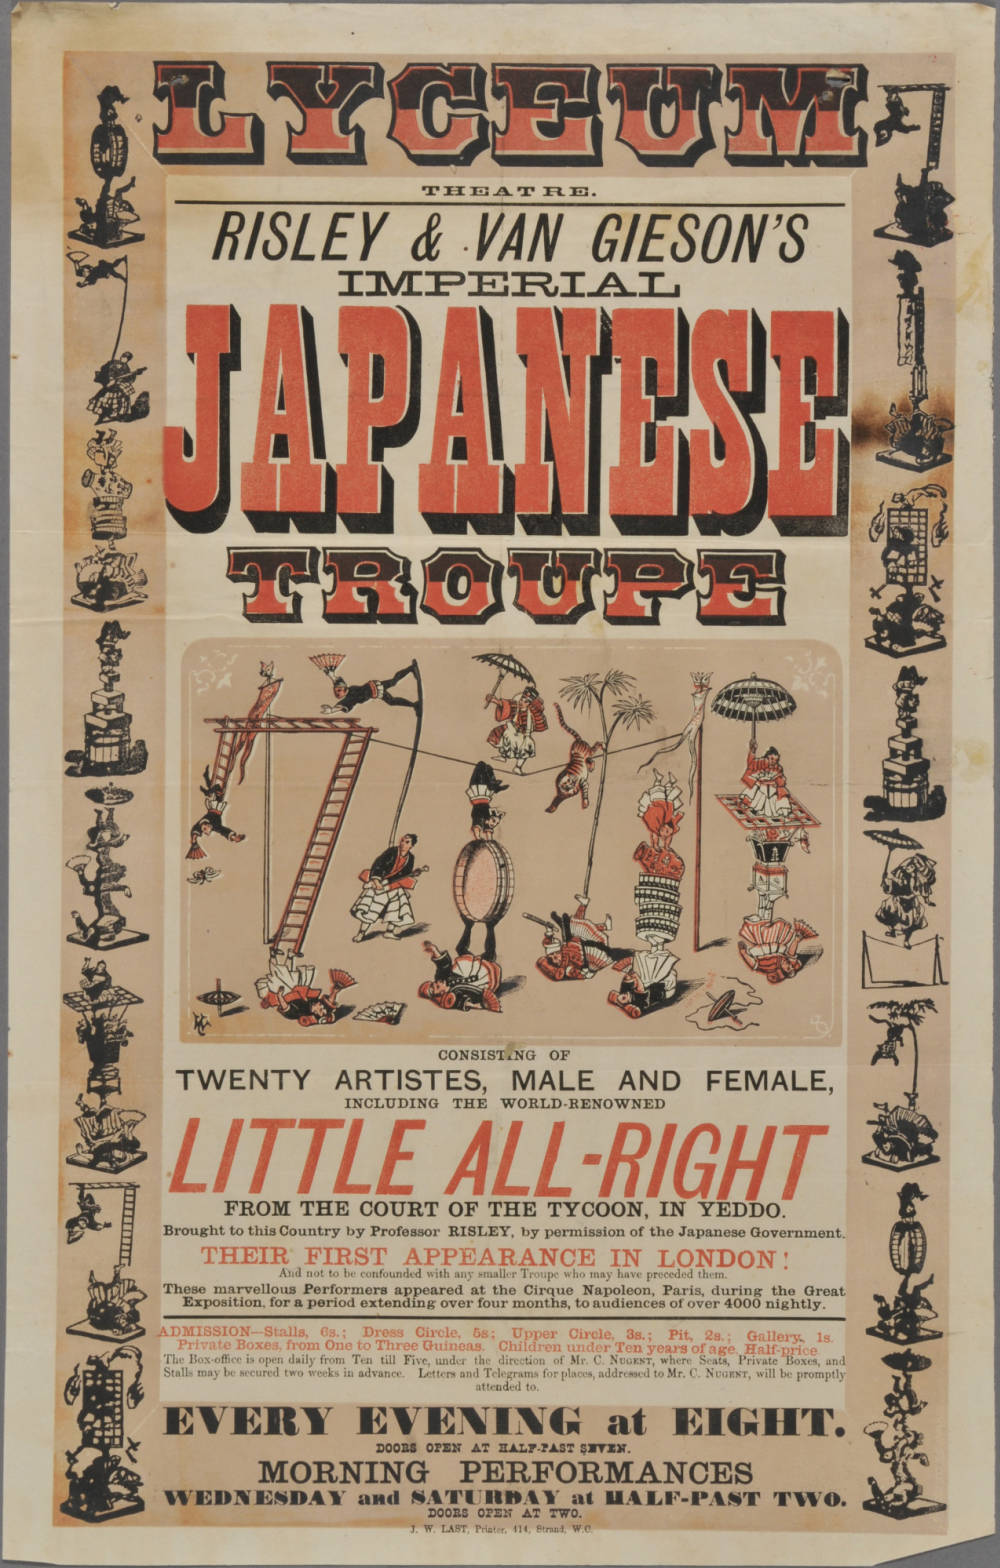 LYCEUM
THEATRE.
RISLEY & VAN GIESON'S
IMPERIAL
JAPANESE
TROUPE
CONSISTING OF
TWENTY ARTISTES, MALE AND FEMALE,
INCLUDING THE WORLD-RENOWNED
LITTLE ALL-RIGHT
FROM THE COURT OF THE TYCOON, IN YEDDO.
Brought to this Country by Professor RISLEY, by permission of the Japanese Government.
THEIR FIRST APPEARANCE IN LONDON!
And not to be confounded with any smaller Troupe who may have preceded them.
These marvellous Performers appeared at the Cirque Napoleon, Paris, during the Great
Exposition, for a period extending over four months, to audiences of over 4000 nightly.
ADMISSION—Stalls, 6s.; Dress Circle, 5s; Upper Circle, 3s.; Pit, 2s.; Gallery, 1s.
Private Boxes, from One to Three Guineas. Children under Ten years of age, Half-price
The Box-office is open daily from Ten till Five, under the direction of Mr. C. NUGENT, where Seats, Private Boxes, and
Stalls may be secured two weeks in advance. Letters and Telegrams for places, addressed to Mr. C. NUGENT, will be promptly
attended to.
EVERY EVENING at EIGHT.
DOORS OPEN AT HALF-PAST SEVEN.
MORNING PERFORMANCES
WEDNESDAY and SATURDAY at HALF-PAST TWO.
DOORS OPEN AT TWO.
J. W. LAST, Printer, 414, Strand, W.C.